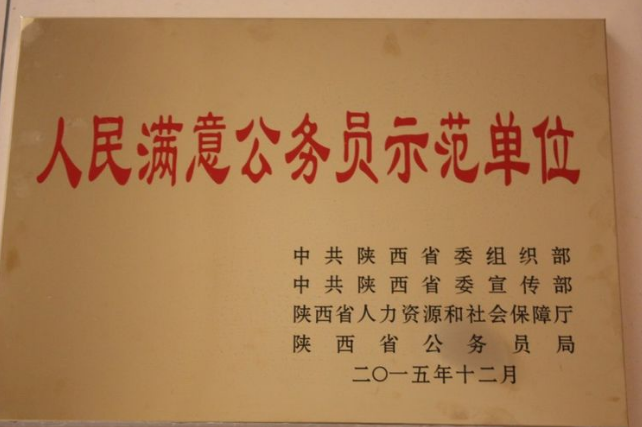 人民满意公务员示范单位
中共陕西省委组织部
中共陕西省委宣传部
陕西省人力资源和社会保障厅
陕西省公务员局
二〇一五年十二月